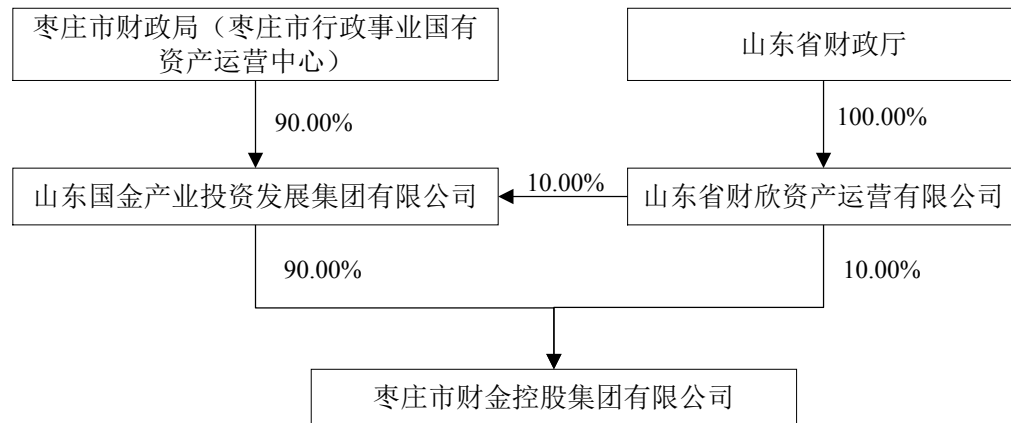 枣庄市财政局（枣庄市行政事业国有
资产运营中心）
山东省财政厅
90.00%
100.00%
山东国金产业投资发展集团有限公司
10.00%
山东省财欣资产运营有限公司
90.00%
10.00%
枣庄市财金控股集团有限公司